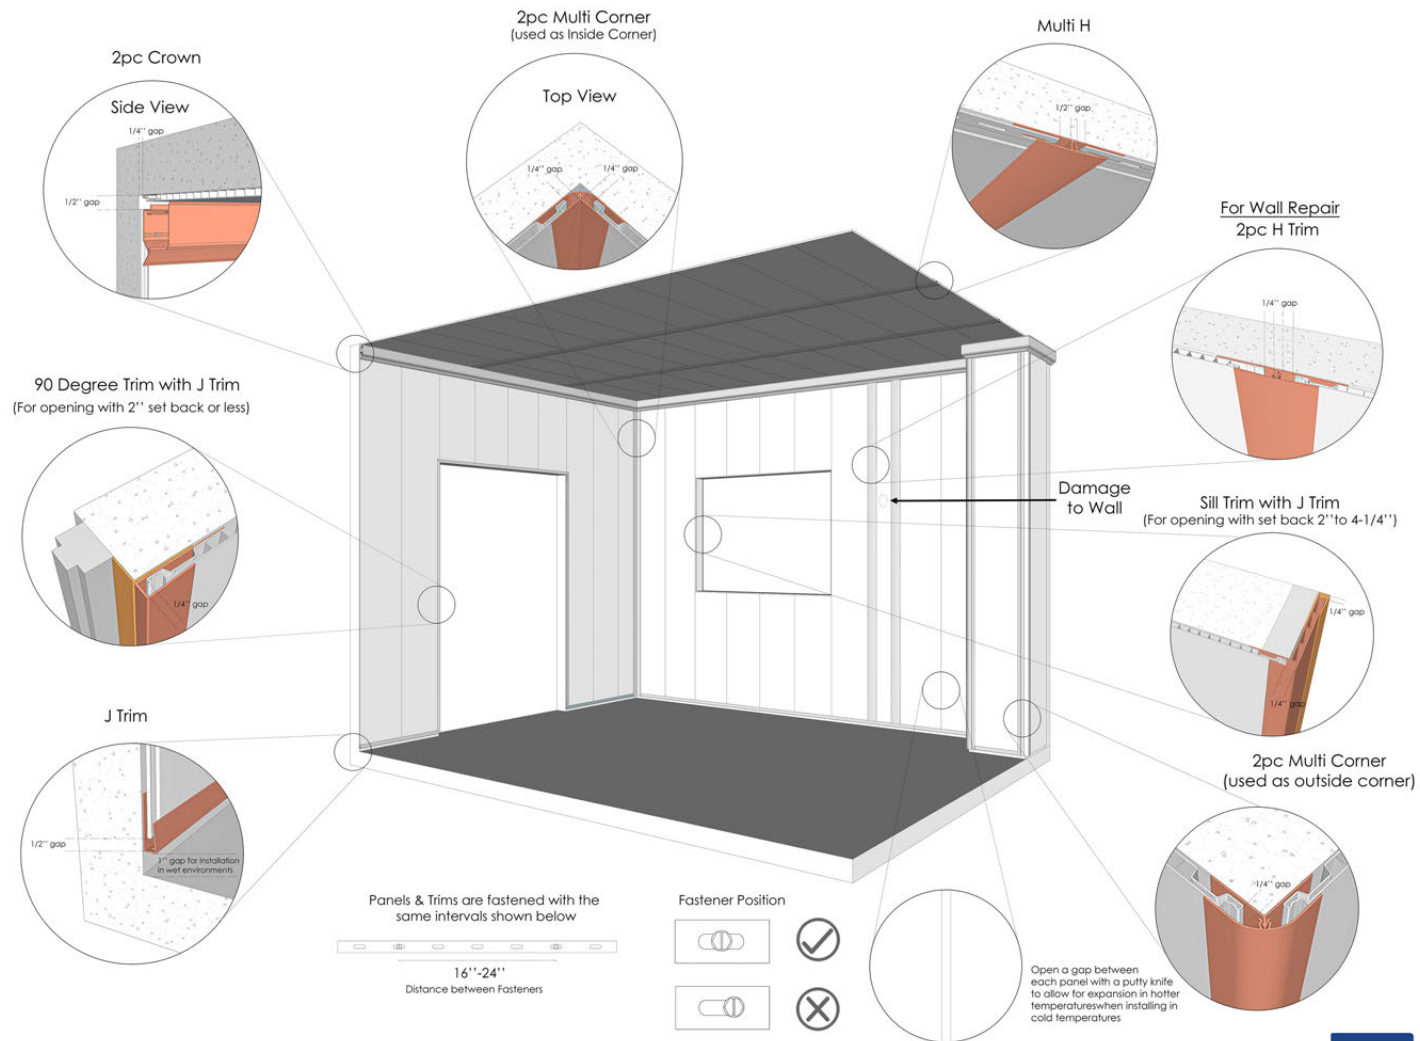 2pc Crown
Side View
1/4'' gap
1/2'' gap
2pc Multi Corner
(used as Inside Corner)
Top View
1/4'' gap
1/4'' gap
Multi H
1/2'' gap
For Wall Repair
2pc H Trim
1/4'' gap
90 Degree Trim with J Trim
(For opening with 2'' set back or less)
1/4'' gap
Damage
to Wall
Sill Trim with J Trim
(For opening with set back 2''to 4-1/4'')
1/4'' gap
1/4'' gap
J Trim
1/2'' gap
1'' gap for Installation
in wet environments
2pc Multi Corner
(used as outside corner)
1/4'' gap
Panels & Trims are fastened with the
same intervals shown below
16''-24''
Distance between Fasteners
Fastener Position
Open a gap between
each panel with a putty knife
to allow for expansion in hotter
temperatureswhen installing in
cold temperatures